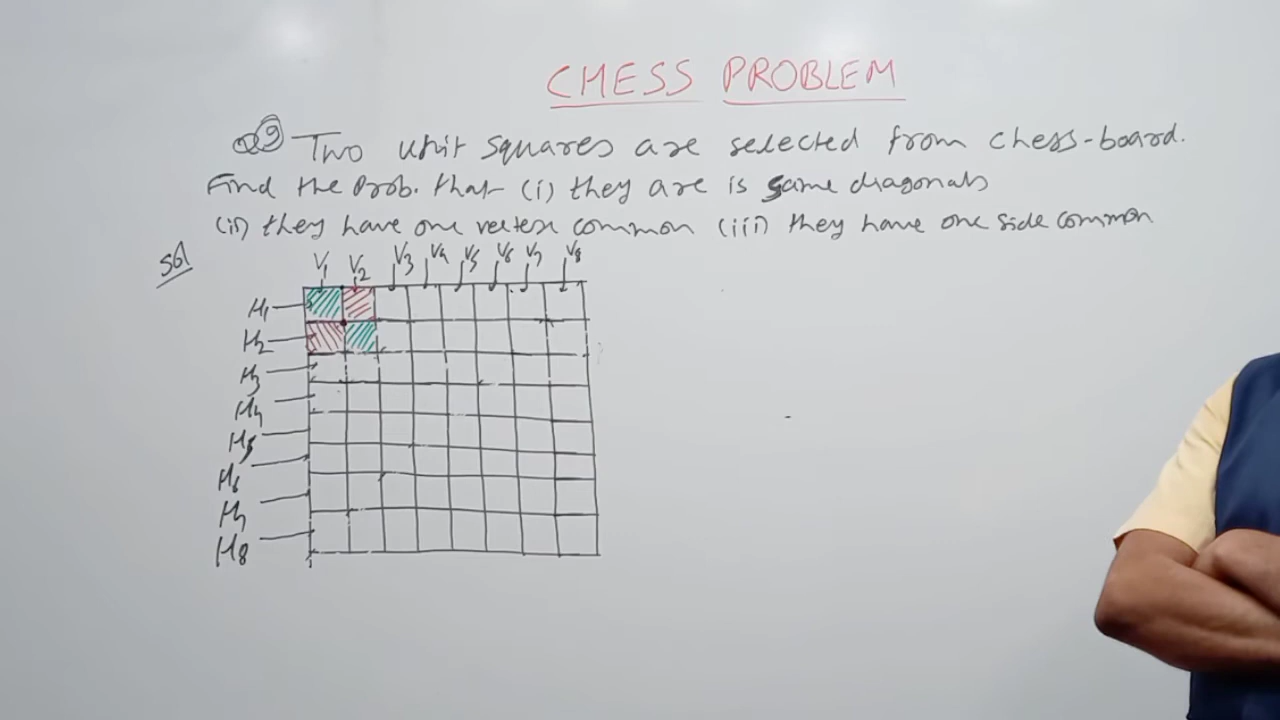 CHESS PROBLEM
Q9 Two unit squares are selected from chess-board.
Find the Prob. that (i) they are is same diagonals
(ii) they have one vertex common (iii) they have one side common
Sol
V1 V2 V3 V4 V5 V6 V7 V8
H1
H2
H3
H4
H5
H6
H7
H8